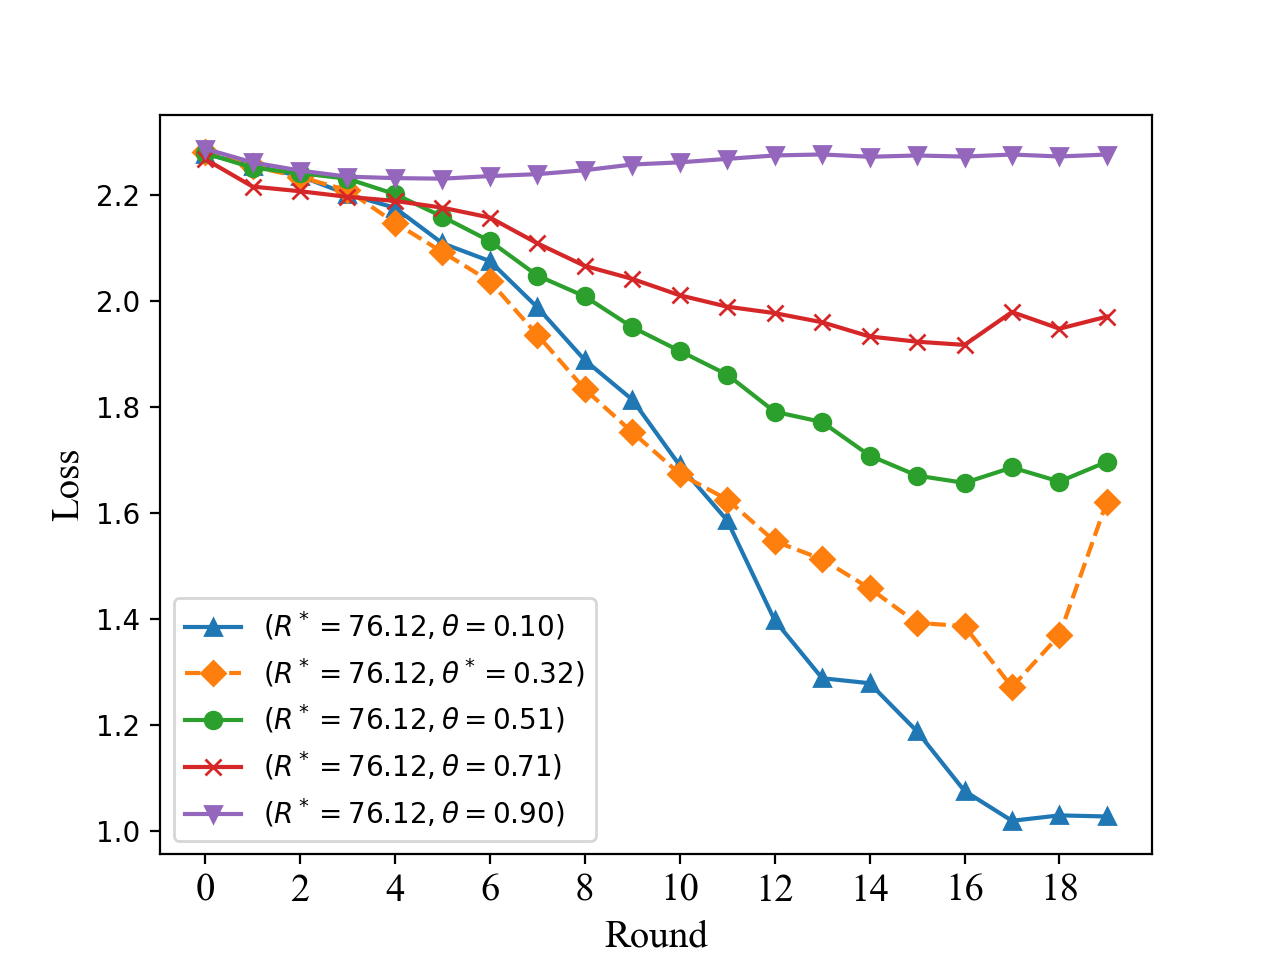 2.2
2.0
1.8
1.6
1.4
1.2
1.0
Loss
(R* = 76.12, θ = 0.10)
(R* = 76.12, θ* = 0.32)
(R* = 76.12, θ = 0.51)
(R* = 76.12, θ = 0.71)
(R* = 76.12, θ = 0.90)
0 2 4 6 8 10 12 14 16 18
Round